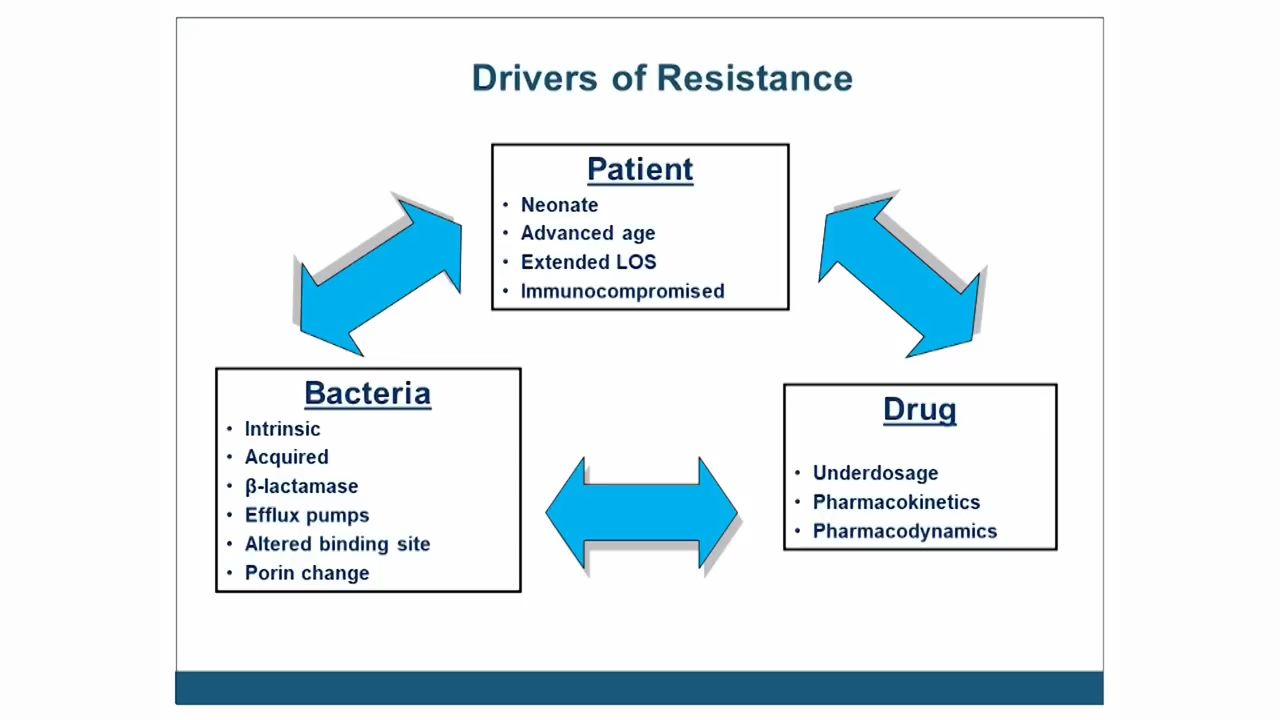 Drivers of Resistance
Patient
• Neonate
• Advanced age
• Extended LOS
• Immunocompromised
Bacteria
• Intrinsic
• Acquired
• β-lactamase
• Efflux pumps
• Altered binding site
• Porin change
Drug
• Underdosage
• Pharmacokinetics
• Pharmacodynamics